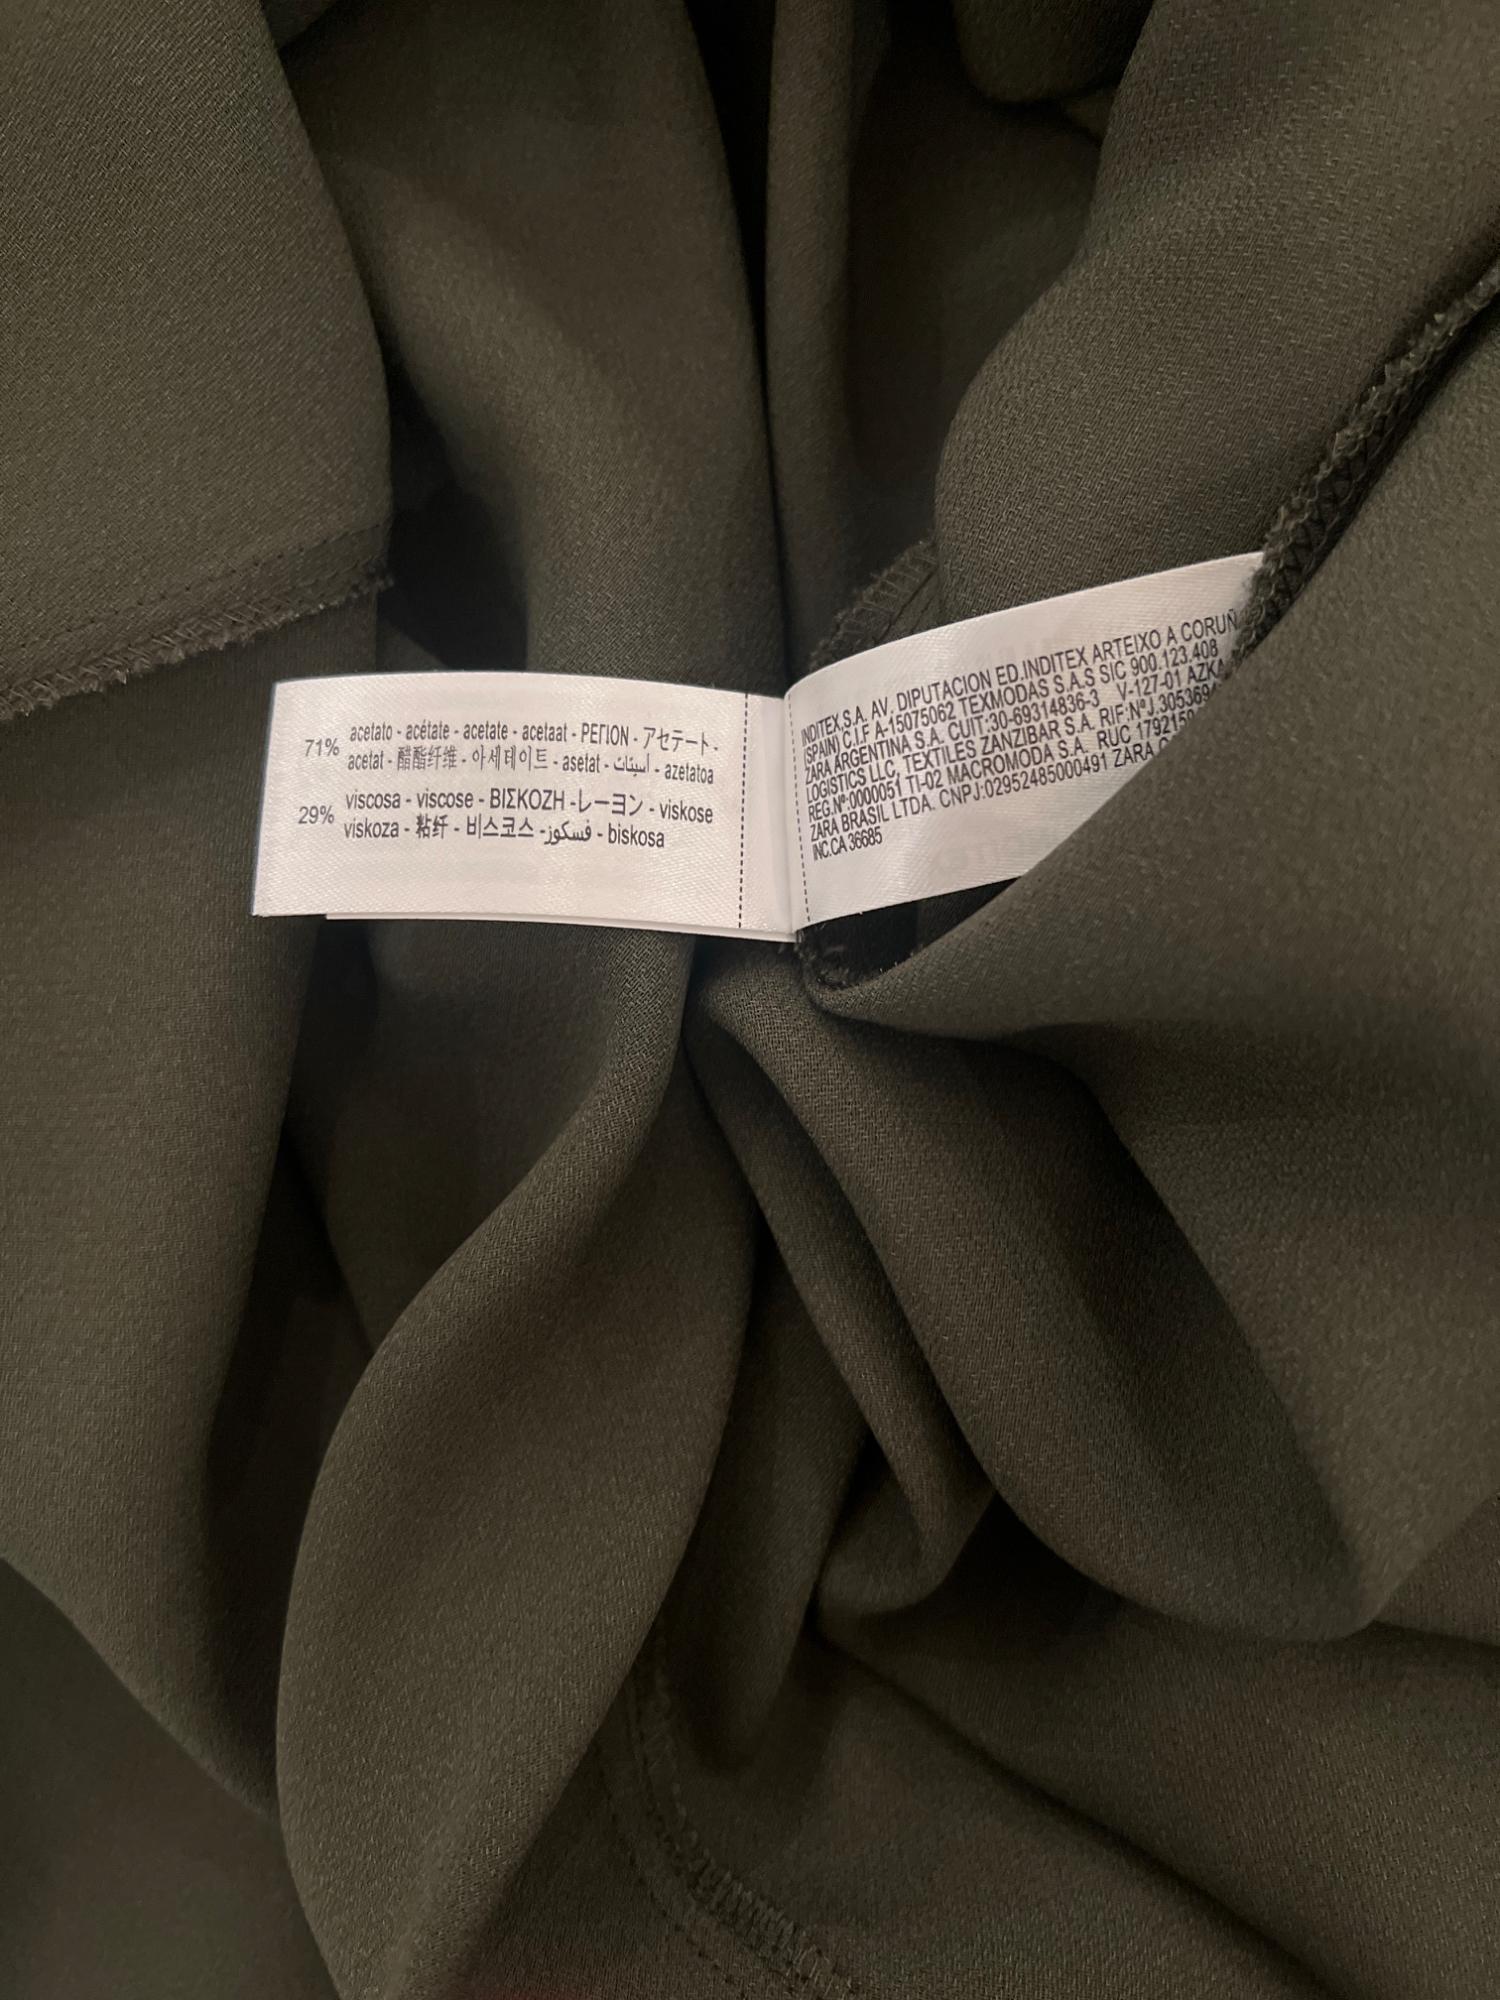 71% acetato - acétate - acetate - acetaat - ΡΕΓΙΟΝ - アセテート -
acetat - 醋酯纤维 - 아세테이트 - asetat - أسيتات - azetatoa
29% viscosa - viscose - ΒΙΣΚΟΖΗ -レーヨン - viskose
viskoza - 粘纤 - 비스코스 -فسكوز - biskosa
INDITEX,S.A. AV. DIPUTACION ED.INDITEX ARTEIXO A CORUÑ
(SPAIN) C.I.F A-15075062 TEXMODAS S.A.S SIC 900.123.408
ZARA ARGENTINA S.A. CUIT:30-69314836-3 V-127-01 AZKA
LOGISTICS LLC, TEXTILES ZANZIBAR S.A. RIF:NºJ.3053694
REG.Nº:0000051 TI-02 MACROMODA S.A. RUC 1792150
ZARA BRASIL LTDA. CNPJ:02952485000491 ZARA C
INC.CA 36685